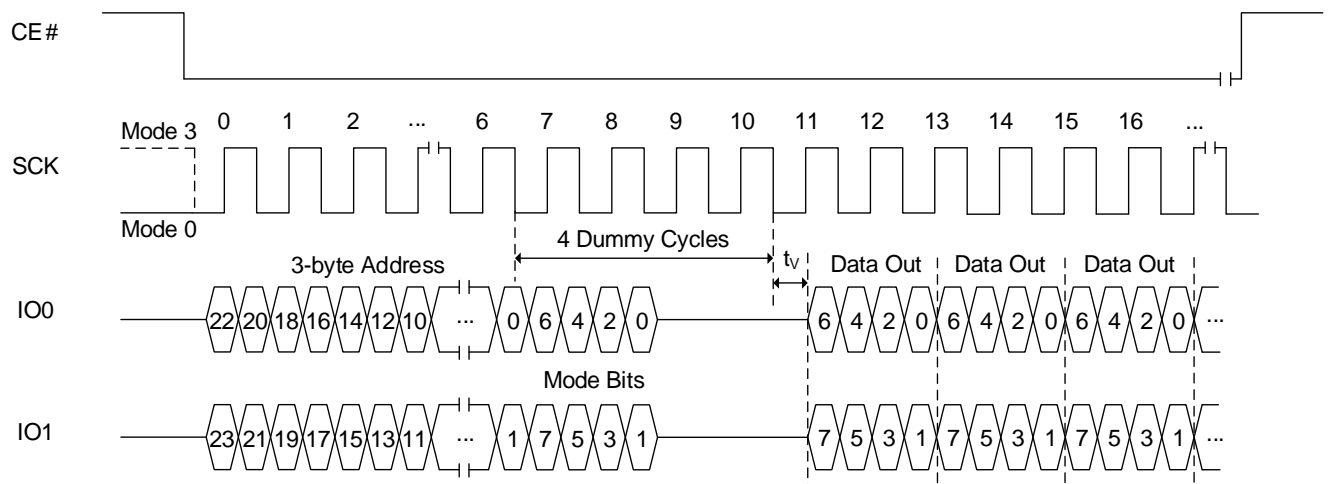 CE#
Mode 3 0 1 2 ... 6 7 8 9 10 11 12 13 14 15 16 ...
SCK
Mode 0
4 Dummy Cycles
3-byte Address tV Data Out Data Out Data Out
IO0 22 20 18 16 14 12 10 ... 0 6 4 2 0 6 4 2 0 6 4 2 0 6 4 2 0 ...
Mode Bits
IO1 23 21 19 17 15 13 11 ... 1 7 5 3 1 7 5 3 1 7 5 3 1 7 5 3 1 ...